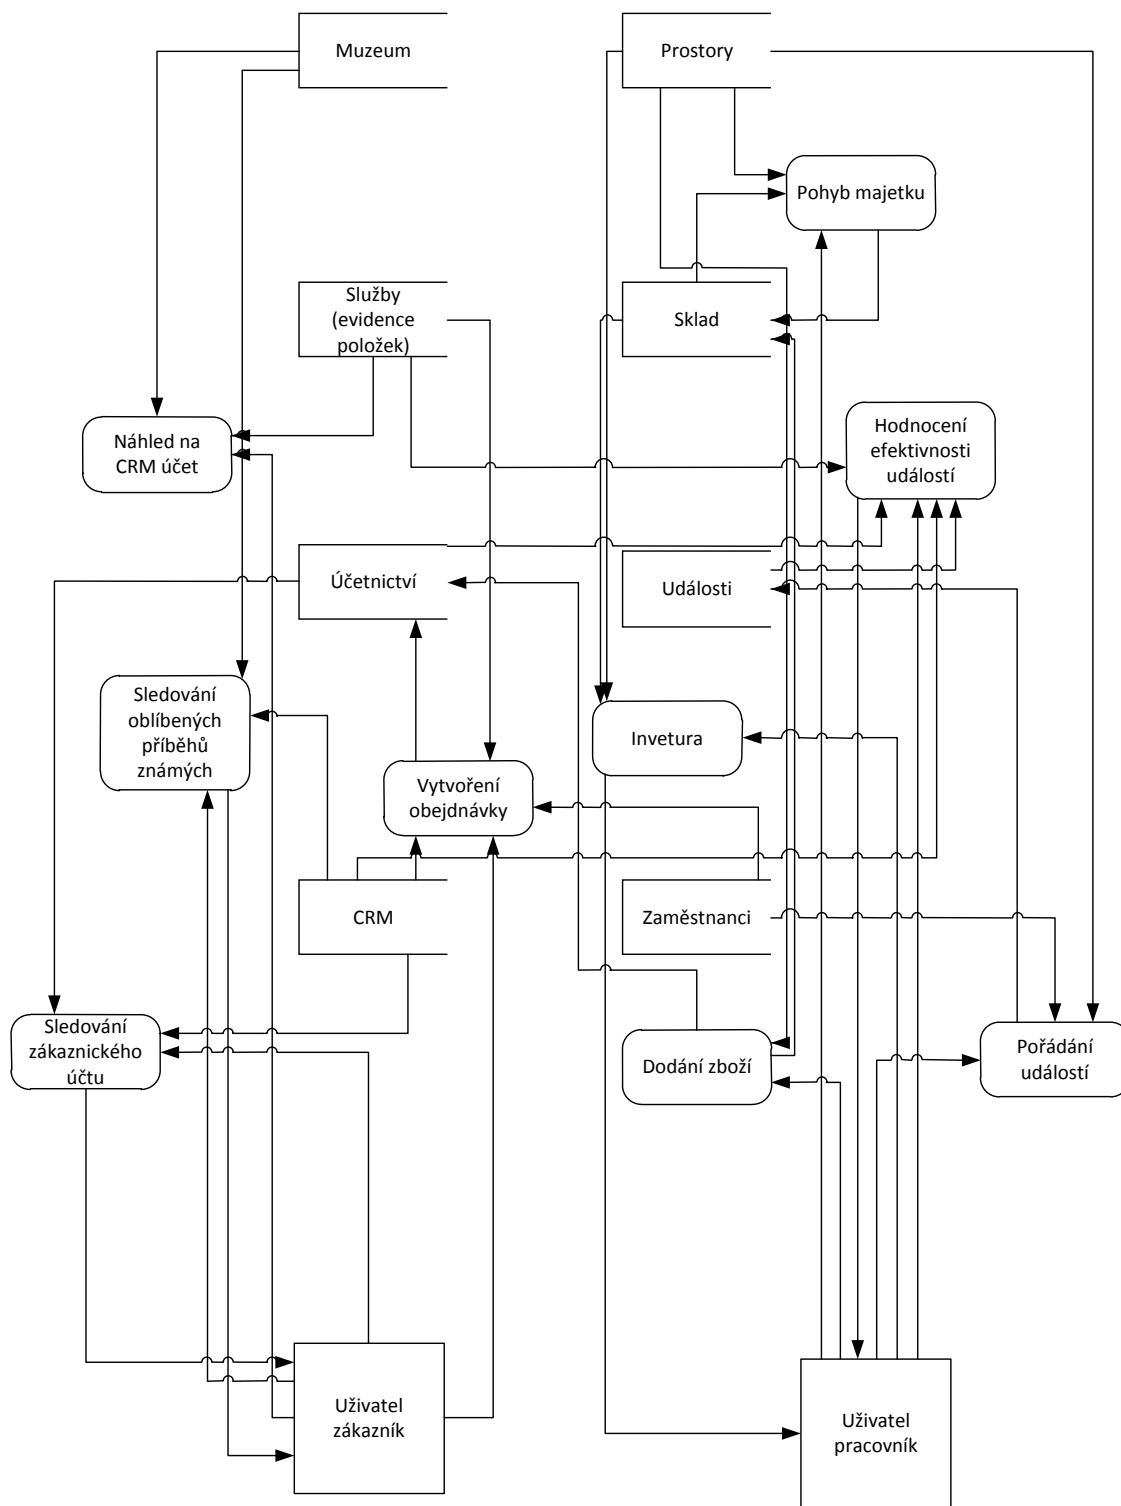 Muzeum
Prostory
Pohyb majetku
Služby
(evidence
položek)
Sklad
Náhled na
CRM účet
Hodnocení
efektivnosti
událostí
Účetnictví
Události
Sledování
oblíbených
příběhů
známých
Invetura
Vytvoření
obejdnávky
CRM
Zaměstnanci
Sledování
zákaznického
účtu
Dodání zboží
Pořádání
událostí
Uživatel
zákazník
Uživatel
pracovník